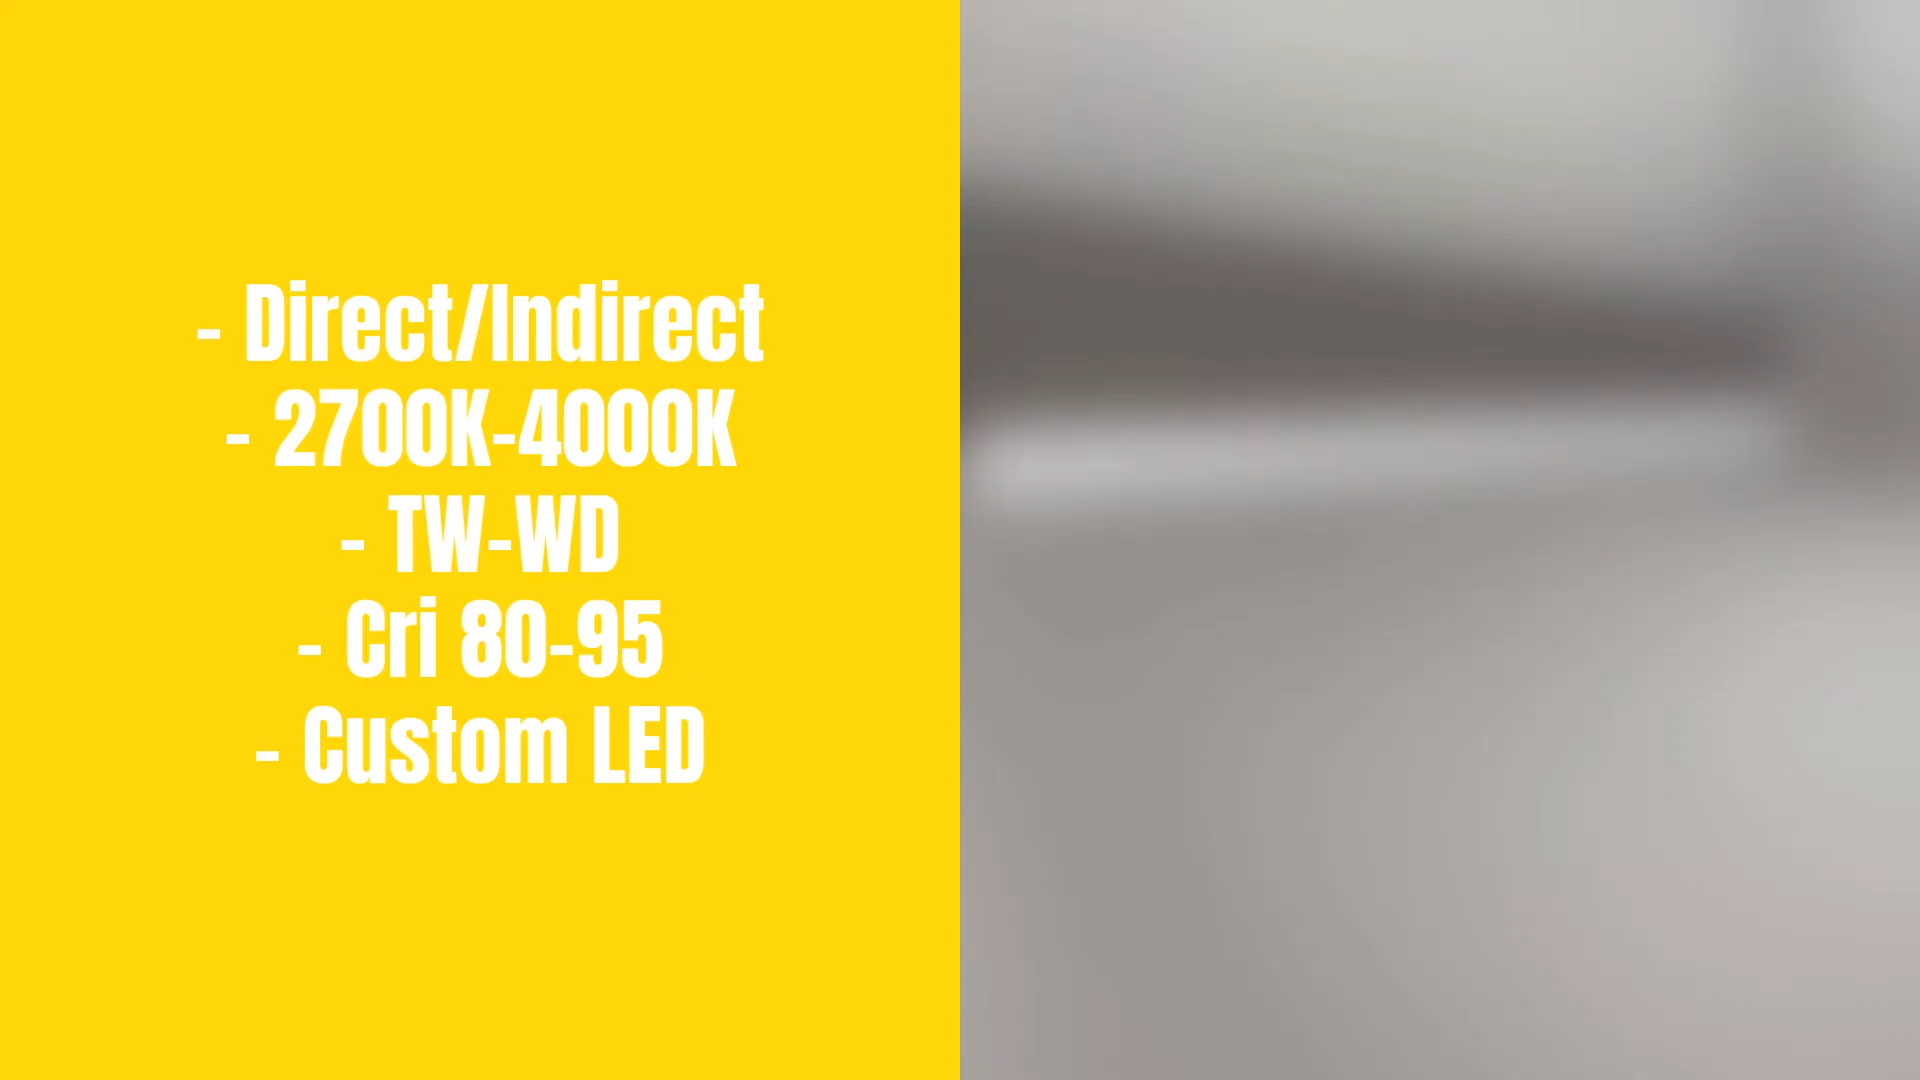 - Direct/Indirect
- 2700K-4000K
- TW-WD
- Cri 80-95
- Custom LED